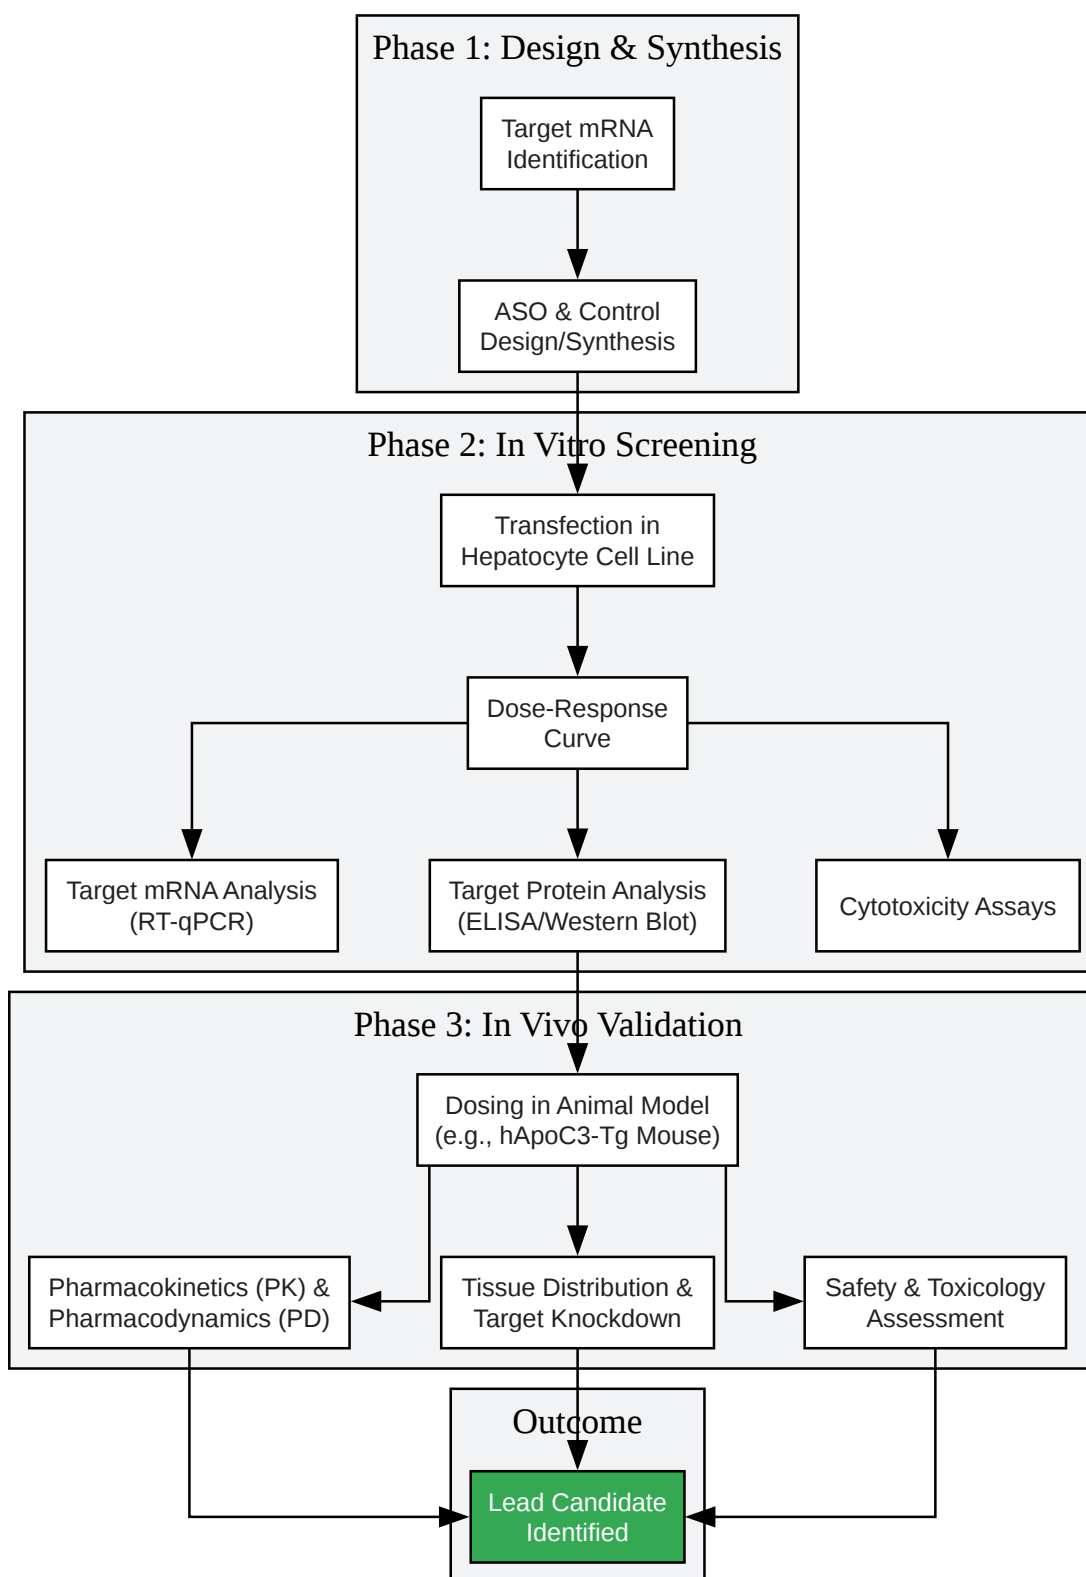 Phase 1: Design & Synthesis
Target mRNA
Identification
ASO & Control
Design/Synthesis
Phase 2: In Vitro Screening
Transfection in
Hepatocyte Cell Line
Dose-Response
Curve
Target mRNA Analysis
(RT-qPCR)
Target Protein Analysis
(ELISA/Western Blot)
Cytotoxicity Assays
Phase 3: In Vivo Validation
Dosing in Animal Model
(e.g., hApoC3-Tg Mouse)
Pharmacokinetics (PK) &
Pharmacodynamics (PD)
Tissue Distribution &
Target Knockdown
Safety & Toxicology
Assessment
Outcome
Lead Candidate
Identified